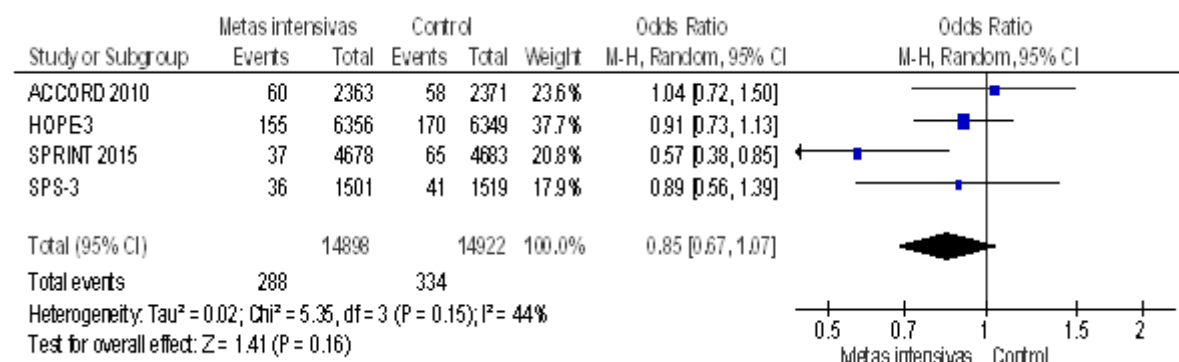 Metas intensivas Control Odds Ratio Odds Ratio
Study or Subgroup Events Total Events Total Weight M-H, Random, 95% CI M-H, Random, 95% CI
ACCORD 2010 60 2363 58 2371 23.6% 1.04 [0.72, 1.50]
HOPE-3 155 6356 170 6349 37.7% 0.91 [0.73, 1.13]
SPRINT 2015 37 4678 65 4683 20.8% 0.57 [0.38, 0.85]
SPS-3 36 1501 41 1519 17.9% 0.89 [0.56, 1.39]
Total (95% CI) 14898 14922 100.0% 0.85 [0.67, 1.07]
Total events 288 334
Heterogeneity: Tau² = 0.02; Chi² = 5.35, df = 3 (P = 0.15); I² = 44%
Test for overall effect: Z = 1.41 (P = 0.16)
0.5 0.7 1 1.5 2
Metas intensivas Control